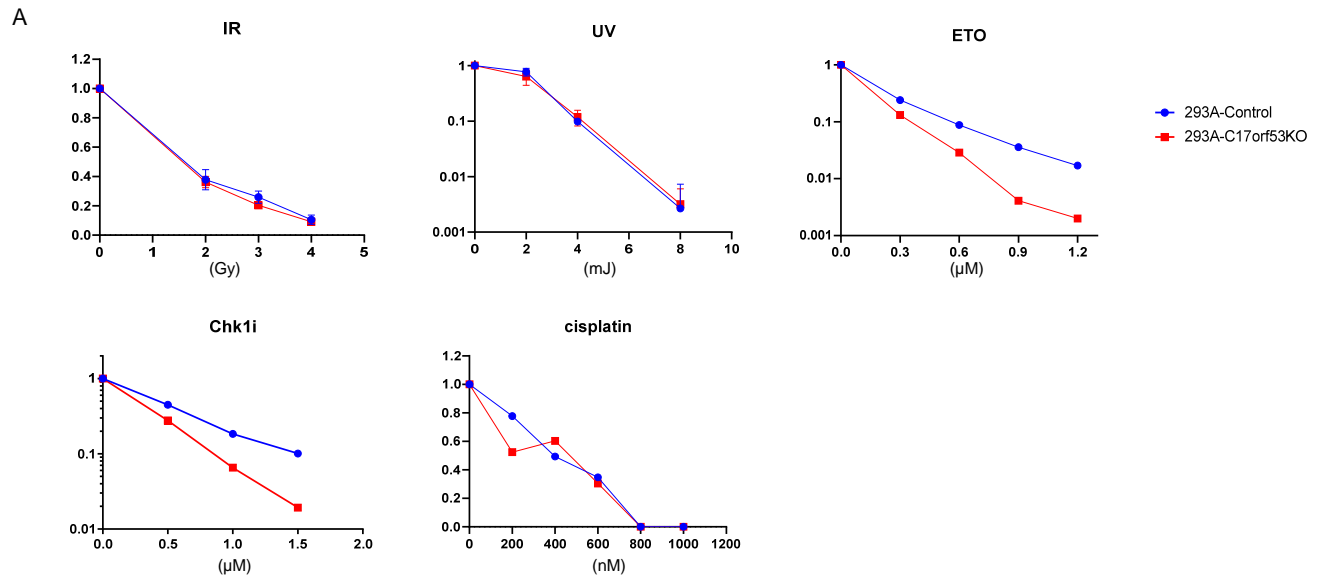 A
IR
1.2
1.0
0.8
0.6
0.4
0.2
0.0
0 1 2 3 4 5
(Gy)
UV
1
0.1
0.01
0.001
0 2 4 6 8 10
(mJ)
ETO
1
0.1
0.01
0.001
0.0 0.3 0.6 0.9 1.2
(µM)
293A-Control
293A-C17orf53KO
Chk1i
1
0.1
0.01
0.0 0.5 1.0 1.5 2.0
(µM)
cisplatin
1.2
1.0
0.8
0.6
0.4
0.2
0.0
0 200 400 600 800 1000 1200
(nM)